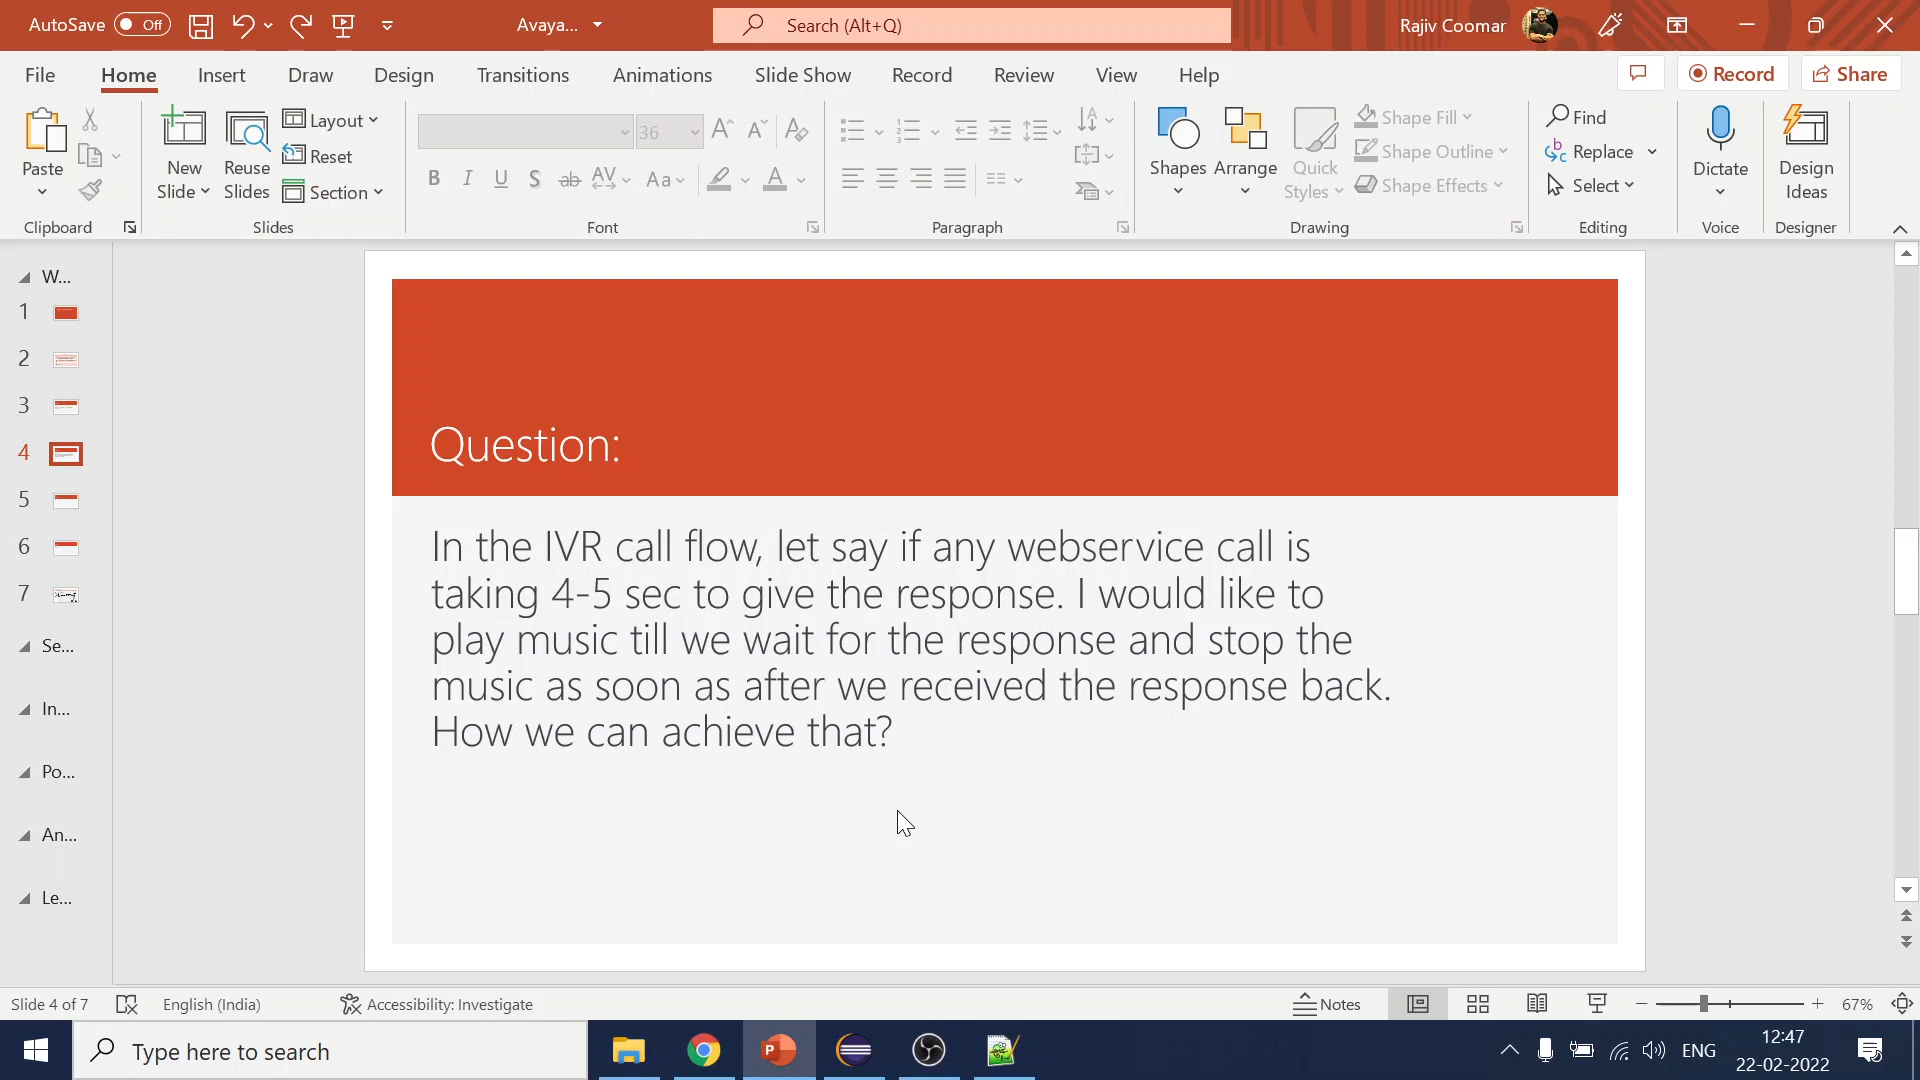 AutoSave Off Avaya... Search (Alt+Q) Rajiv Coomar
File Home Insert Draw Design Transitions Animations Slide Show Record Review View Help Record Share
Paste
New
Slide
Reuse
Slides
Layout
Reset
Section
36
Aa
Shapes
Arrange
Quick
Styles
Shape Fill
Shape Outline
Shape Effects
Find
Replace
Select
Dictate
Design
Ideas
Clipboard Slides Font Paragraph Drawing Editing Voice Designer
W...
1
2
3
4
5
6
7
Se...
In...
Po...
An...
Le...
Question:
In the IVR call flow, let say if any webservice call is
taking 4-5 sec to give the response. I would like to
play music till we wait for the response and stop the
music as soon as after we received the response back.
How we can achieve that?
Slide 4 of 7 English (India) Accessibility: Investigate Notes 67%
Type here to search
ENG
12:47
22-02-2022